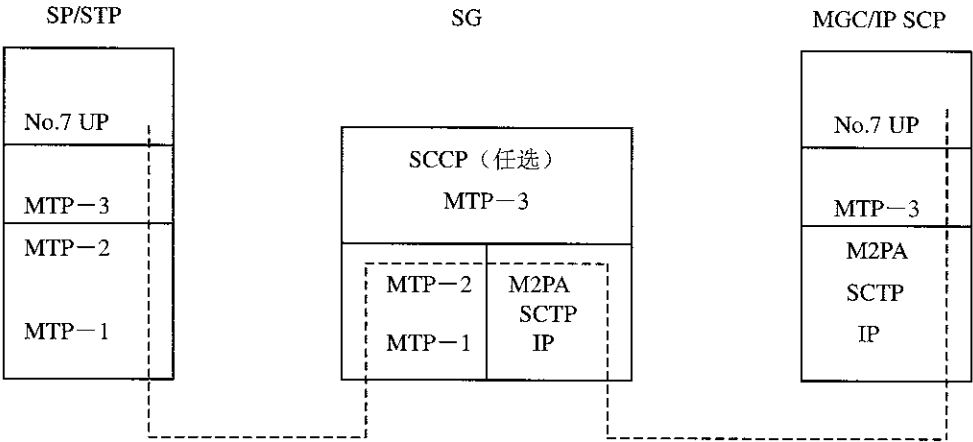 SP/STP
SG
MGC/IP SCP
No.7 UP
MTP－3
MTP－2
MTP－1
SCCP（任选）
MTP－3
MTP－2
MTP－1
M2PA
SCTP
IP
No.7 UP
MTP－3
M2PA
SCTP
IP